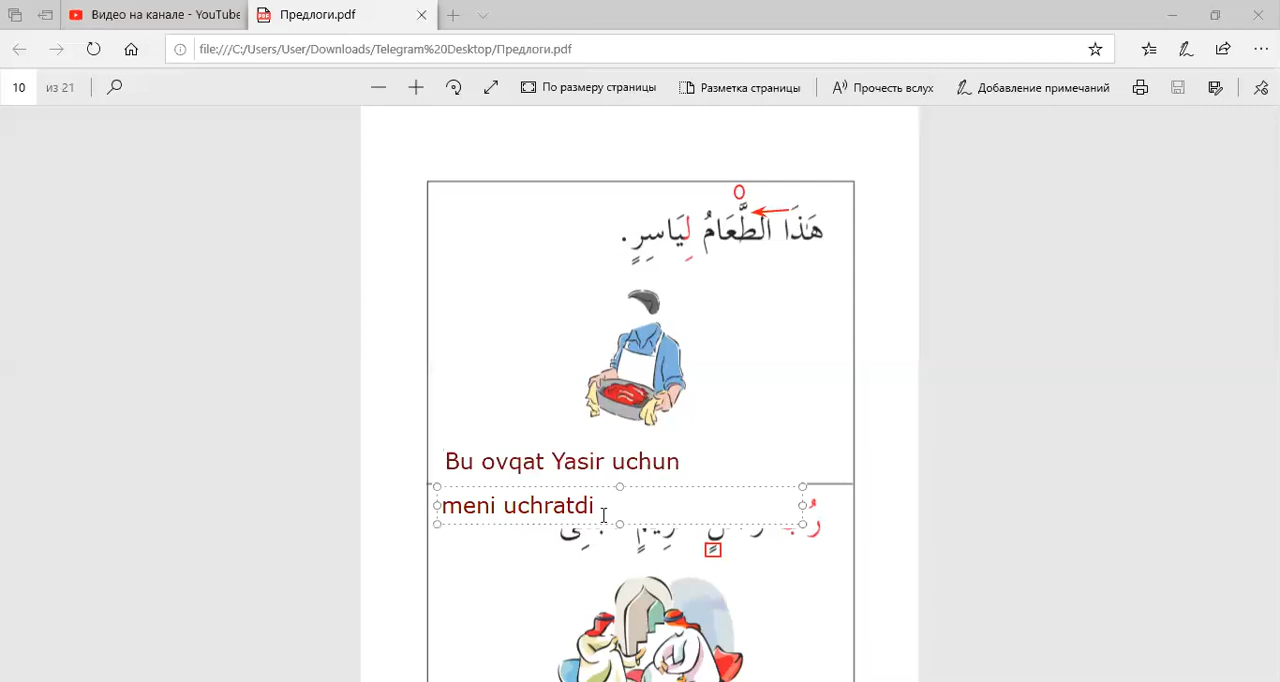 Видео на канале - YouTube
Предлоги.pdf
file:///C:/Users/User/Downloads/Telegram%20Desktop/Предлоги.pdf
10 из 21
По размеру страницы
Разметка страницы
Прочесть вслух
Добавление примечаний
هَٰذَا الطَّعَامُ لِيَاسِرٍ.
Bu ovqat Yasir uchun
meni uchratdi